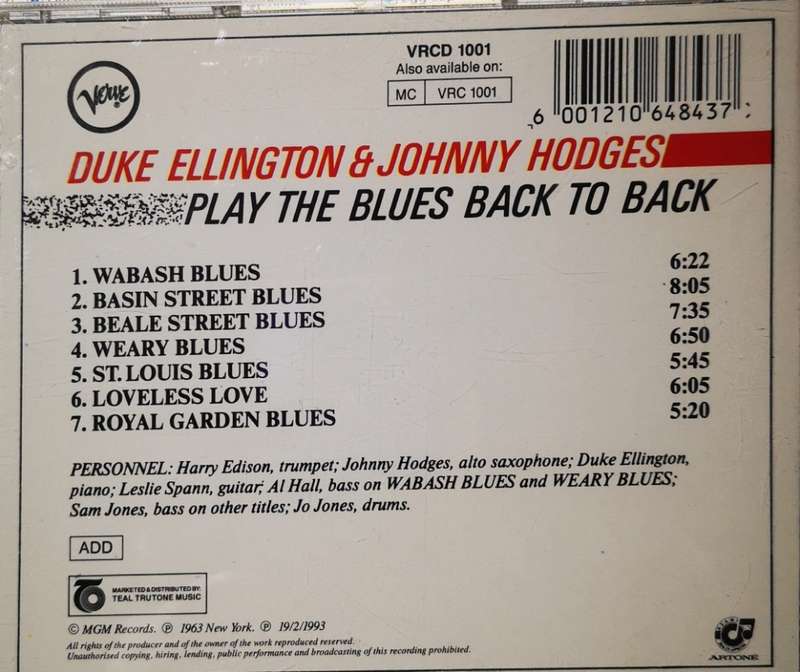 VRCD 1001
Also available on:
MC VRC 1001
Verve
6 001210 648437
DUKE ELLINGTON & JOHNNY HODGES
PLAY THE BLUES BACK TO BACK
1. WABASH BLUES 6:22
2. BASIN STREET BLUES 8:05
3. BEALE STREET BLUES 7:35
4. WEARY BLUES 6:50
5. ST. LOUIS BLUES 5:45
6. LOVELESS LOVE 6:05
7. ROYAL GARDEN BLUES 5:20
PERSONNEL: Harry Edison, trumpet; Johnny Hodges, alto saxophone; Duke Ellington,
piano; Leslie Spann, guitar; Al Hall, bass on WABASH BLUES and WEARY BLUES;
Sam Jones, bass on other titles; Jo Jones, drums.
ADD
MARKETED & DISTRIBUTED BY:
TEAL TRUTONE MUSIC
© MGM Records. ℗ 1963 New York. ℗ 19/2/1993
All rights of the producer and of the owner of the work reproduced reserved.
Unauthorised copying, hiring, lending, public performance and broadcasting of this recording prohibited.
ARTONE